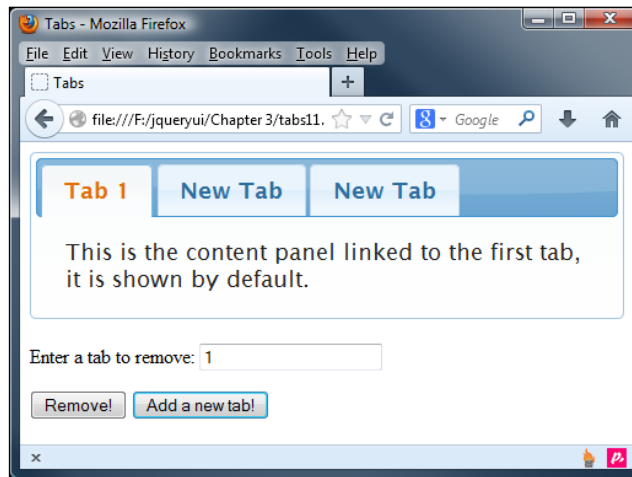 Tabs - Mozilla Firefox
File Edit View History Bookmarks Tools Help
Tabs +
file:///F:/jqueryui/Chapter 3/tabs11. 8 Google
Tab 1 New Tab New Tab
This is the content panel linked to the first tab,
it is shown by default.
Enter a tab to remove: 1
Remove! Add a new tab!
×